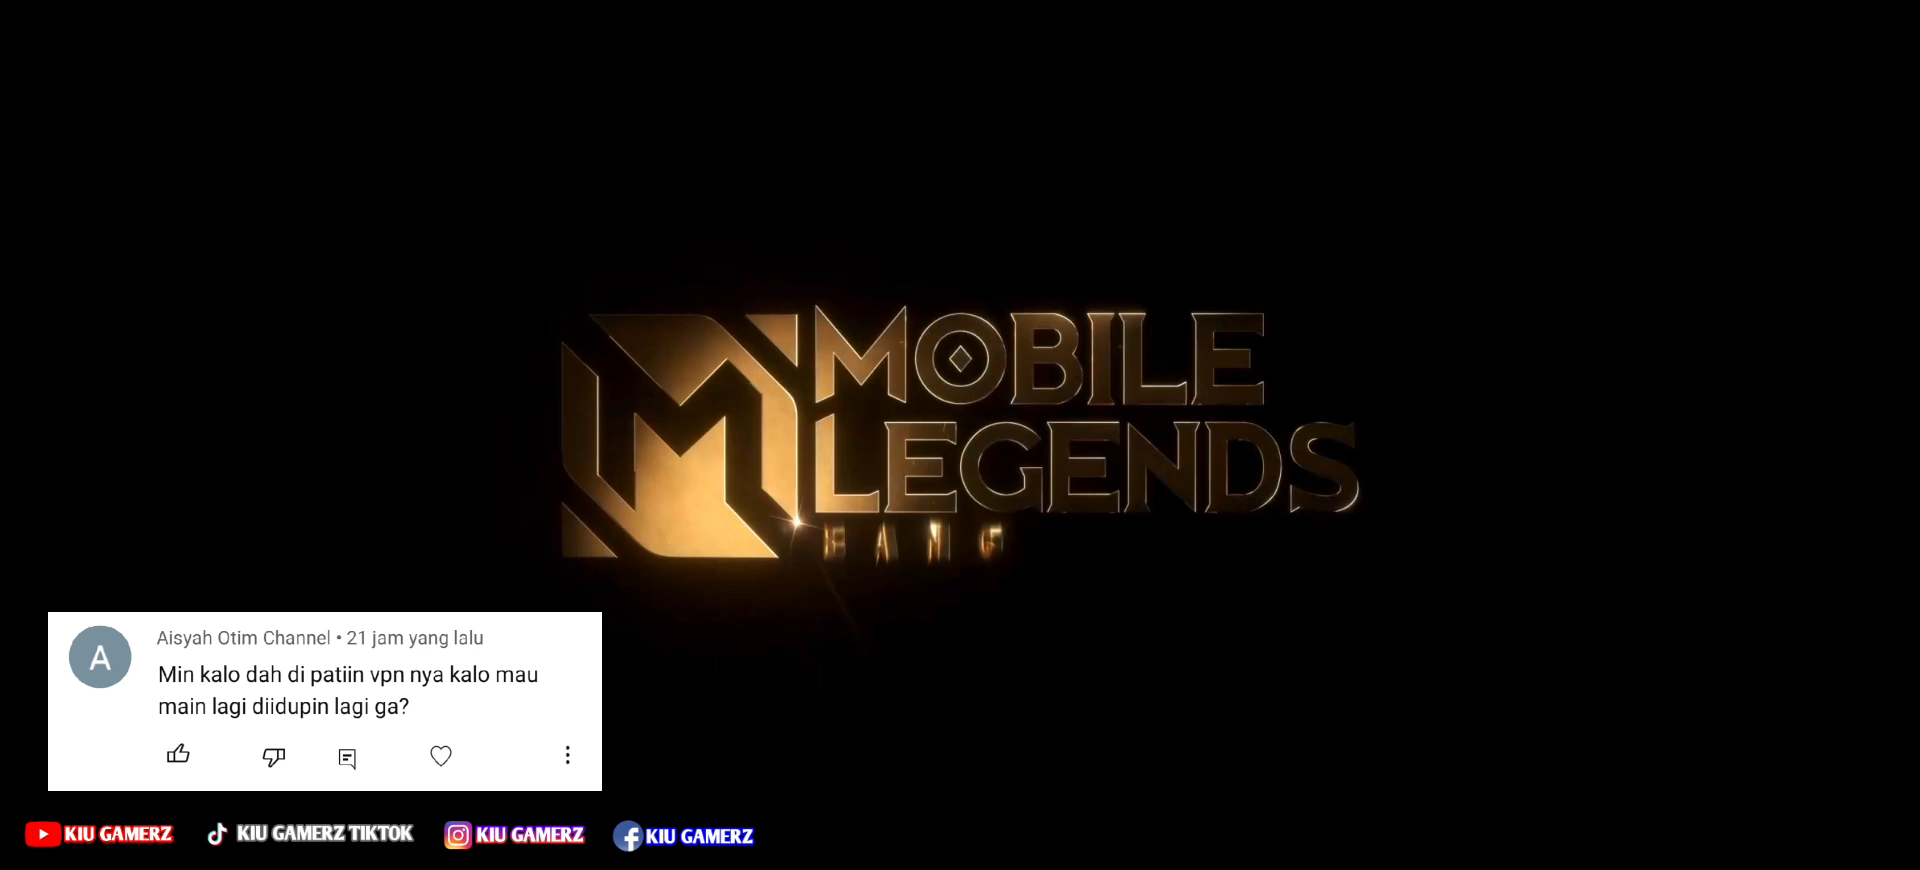 MOBILE
LEGENDS
BANG
Aisyah Otim Channel • 21 jam yang lalu
A
Min kalo dah di patiin vpn nya kalo mau
main lagi diidupin lagi ga?
KIU GAMERZ
KIU GAMERZ TIKTOK
KIU GAMERZ
KIU GAMERZ